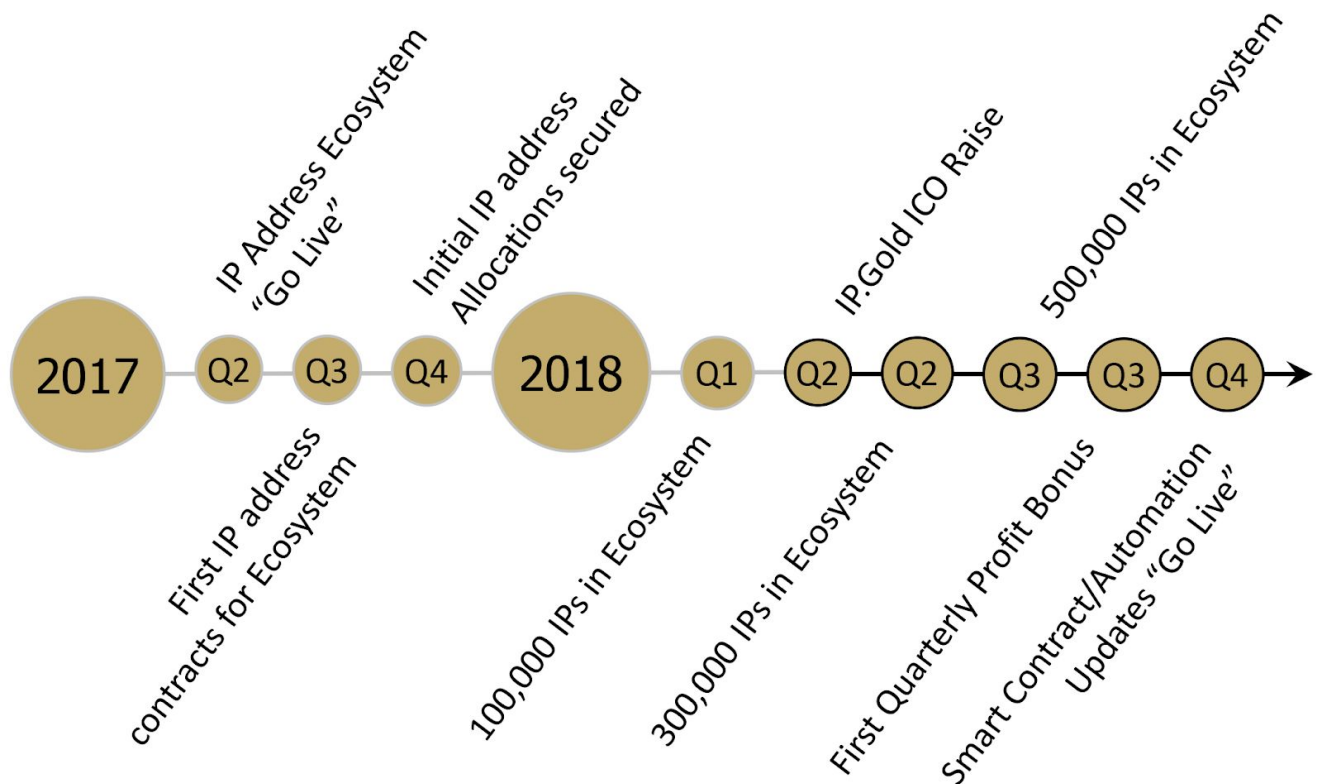 IP Address Ecosystem
“Go Live”
Initial IP address
Allocations secured
IP.Gold ICO Raise
500,000 IPs in Ecosystem
2017
Q2
Q3
Q4
2018
Q1
Q2
Q2
Q3
Q3
Q4
First IP address
contracts for Ecosystem
100,000 IPs in Ecosystem
300,000 IPs in Ecosystem
First Quarterly Profit Bonus
Smart Contract/Automation
Updates “Go Live”